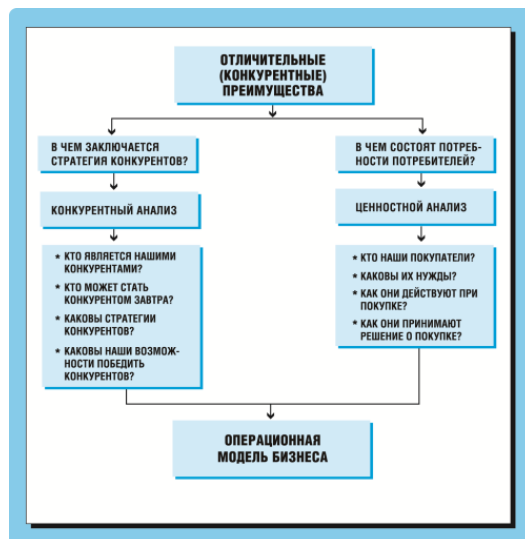 ОТЛИЧИТЕЛЬНЫЕ
(КОНКУРЕНТНЫЕ)
ПРЕИМУЩЕСТВА
В ЧЕМ ЗАКЛЮЧАЕТСЯ
СТРАТЕГИЯ КОНКУРЕНТОВ?
КОНКУРЕНТНЫЙ АНАЛИЗ
* КТО ЯВЛЯЕТСЯ НАШИМИ
КОНКУРЕНТАМИ?
* КТО МОЖЕТ СТАТЬ
КОНКУРЕНТОМ ЗАВТРА?
* КАКОВЫ СТРАТЕГИИ
КОНКУРЕНТОВ?
* КАКОВЫ НАШИ ВОЗМОЖ-
НОСТИ ПОБЕДИТЬ
КОНКУРЕНТОВ?
В ЧЕМ СОСТОЯТ ПОТРЕБ-
НОСТИ ПОТРЕБИТЕЛЕЙ?
ЦЕННОСТНОЙ АНАЛИЗ
* КТО НАШИ ПОКУПАТЕЛИ?
* КАКОВЫ ИХ НУЖДЫ?
* КАК ОНИ ДЕЙСТВУЮТ ПРИ
ПОКУПКЕ?
* КАК ОНИ ПРИНИМАЮТ
РЕШЕНИЕ О ПОКУПКЕ?
ОПЕРАЦИОННАЯ
МОДЕЛЬ БИЗНЕСА